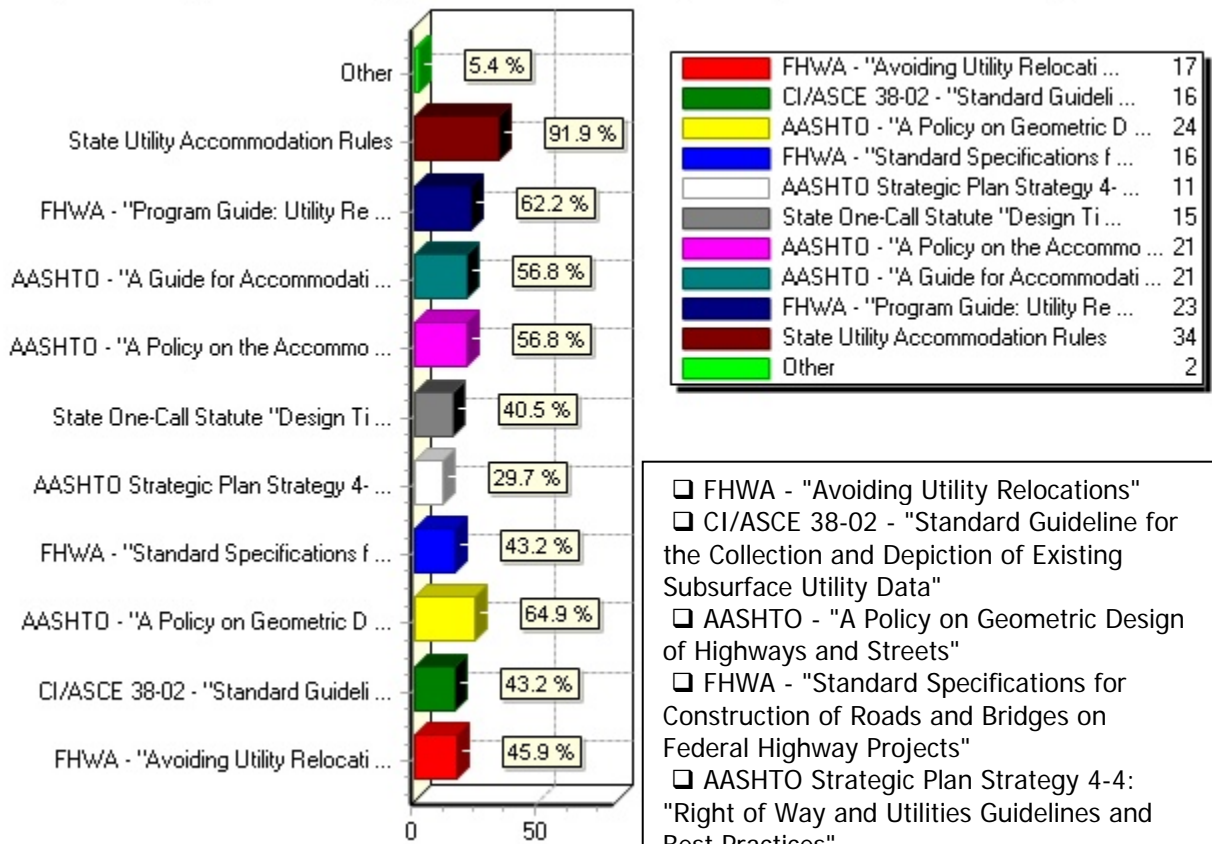 Other
5.4 %
State Utility Accommodation Rules
91.9 %
FHWA - "Program Guide: Utility Re ...
62.2 %
AASHTO - "A Guide for Accommodati ...
56.8 %
AASHTO - "A Policy on the Accommo ...
56.8 %
State One-Call Statute "Design Ti ...
40.5 %
AASHTO Strategic Plan Strategy 4- ...
29.7 %
FHWA - "Standard Specifications f ...
43.2 %
AASHTO - "A Policy on Geometric D ...
64.9 %
CI/ASCE 38-02 - "Standard Guideli ...
43.2 %
FHWA - "Avoiding Utility Relocati ...
45.9 %
0 50
FHWA - "Avoiding Utility Relocati ... 17
CI/ASCE 38-02 - "Standard Guideli ... 16
AASHTO - "A Policy on Geometric D ... 24
FHWA - "Standard Specifications f ... 16
AASHTO Strategic Plan Strategy 4- ... 11
State One-Call Statute "Design Ti ... 15
AASHTO - "A Policy on the Accommo ... 21
AASHTO - "A Guide for Accommodati ... 21
FHWA - "Program Guide: Utility Re ... 23
State Utility Accommodation Rules 34
Other 2
❑ FHWA - "Avoiding Utility Relocations"
❑ CI/ASCE 38-02 - "Standard Guideline for
the Collection and Depiction of Existing
Subsurface Utility Data"
❑ AASHTO - "A Policy on Geometric Design
of Highways and Streets"
❑ FHWA - "Standard Specifications for
Construction of Roads and Bridges on
Federal Highway Projects"
❑ AASHTO Strategic Plan Strategy 4-4:
"Right of Way and Utilities Guidelines and
Best Practices"